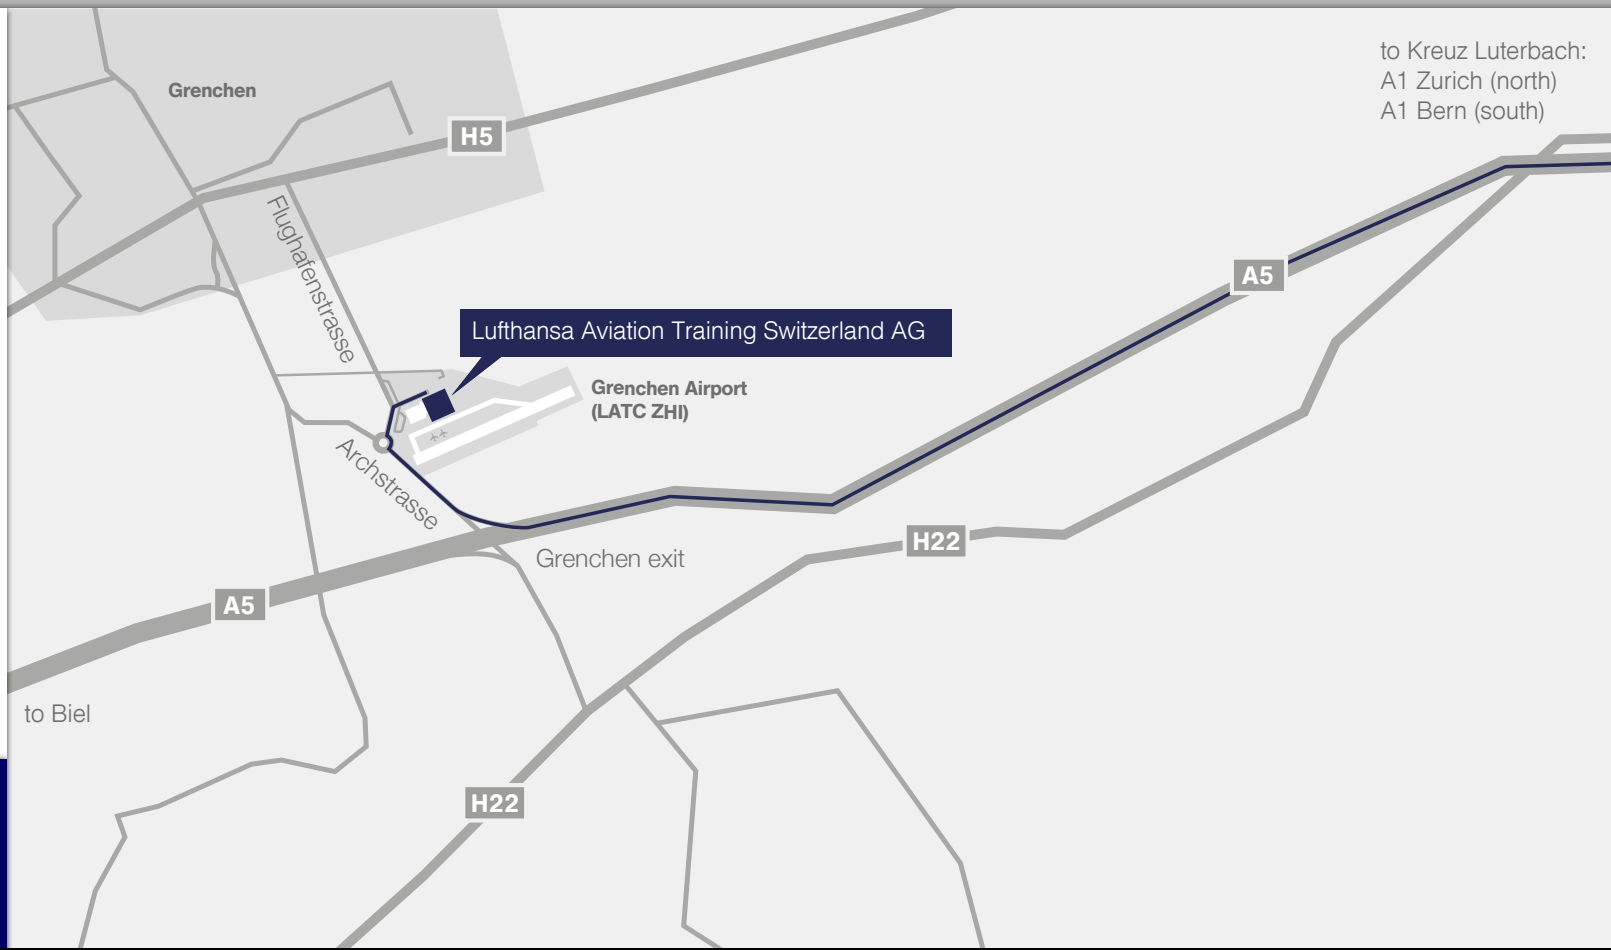 to Kreuz Luterbach:
A1 Zurich (north)
A1 Bern (south)
Grenchen
H5
Flughafenstrasse
A5
Lufthansa Aviation Training Switzerland AG
Grenchen Airport
(LATC ZHI)
Archstrasse
H22
Grenchen exit
A5
to Biel
H22